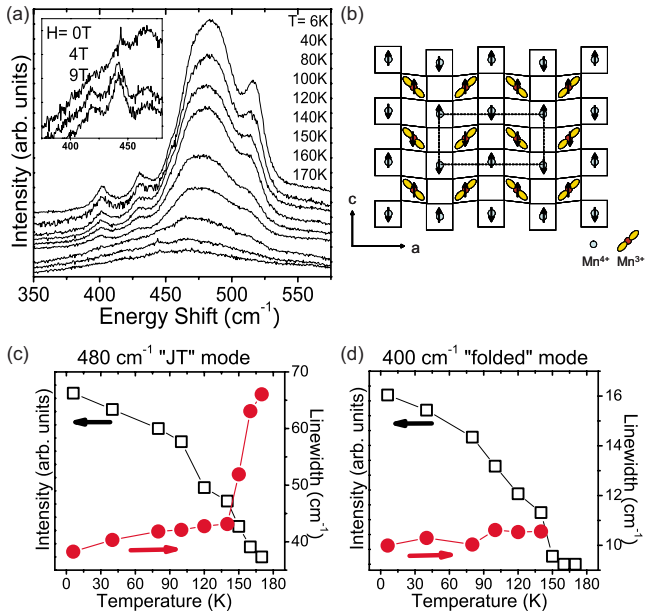 (a)
H= 0T
4T
9T
400
450
T= 6K
40K
80K
100K
120K
140K
150K
160K
170K
Intensity (arb. units)
350 400 450 500 550
Energy Shift (cm⁻¹)
(b)
c
a
Mn⁴⁺ Mn³⁺
(c) 480 cm⁻¹ "JT" mode
Intensity (arb. units)
70
60
50
40
Linewidth (cm⁻¹)
0 30 60 90 120 150 180
Temperature (K)
(d) 400 cm⁻¹ "folded" mode
Intensity (arb. units)
16
14
12
10
Linewidth (cm⁻¹)
0 30 60 90 120 150 180
Temperature (K)